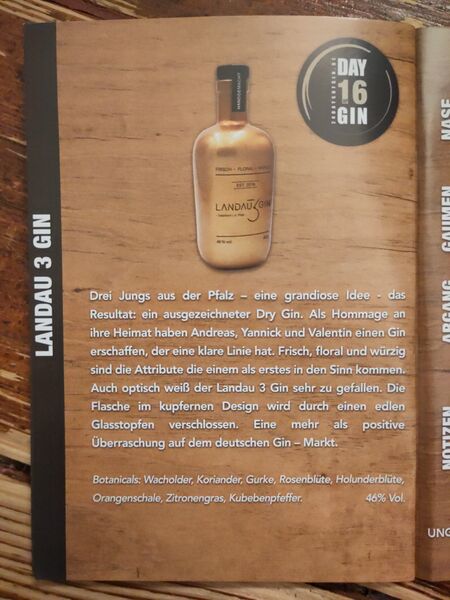 LANDAU 3 GIN
HANDGEMACHT
FRISCH • FLORAL •
EST. 2016
LANDAU 3 GIN
46% vol.
DAY
16
GIN
Drei Jungs aus der Pfalz – eine grandiose Idee - das
Resultat: ein ausgezeichneter Dry Gin. Als Hommage an
ihre Heimat haben Andreas, Yannick und Valentin einen Gin
erschaffen, der eine klare Linie hat. Frisch, floral und würzig
sind die Attribute die einem als erstes in den Sinn kommen.
Auch optisch weiß der Landau 3 Gin sehr zu gefallen. Die
Flasche im kupfernen Design wird durch einen edlen
Glasstopfen verschlossen. Eine mehr als positive
Überraschung auf dem deutschen Gin – Markt.
Botanicals: Wacholder, Koriander, Gurke, Rosenblüte, Holunderblüte,
Orangenschale, Zitronengras, Kubebenpfeffer. 46% Vol.
NASE
GAUMEN
ABGANG
NOTIZEN
UNG